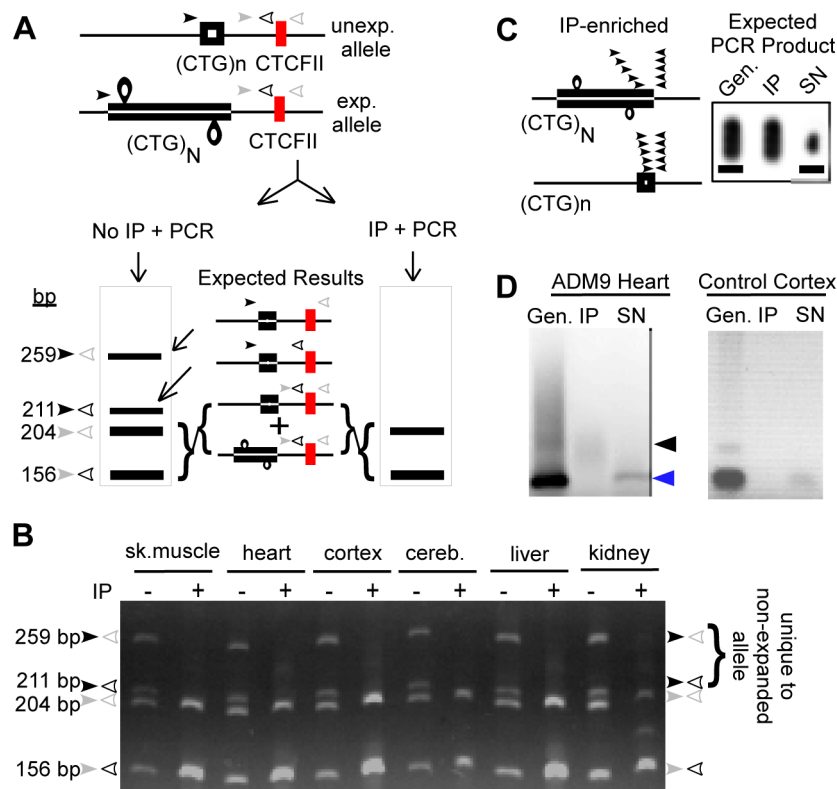 A
unexp.
allele
(CTG)n CTCFII
exp.
allele
(CTG)N
CTCFII
No IP + PCR
IP + PCR
Expected Results
bp
259
211
204
156
+
C
IP-enriched
Expected
PCR Product
Gen. IP SN
(CTG)N
(CTG)n
D
ADM9 Heart
Control Cortex
Gen. IP SN
Gen. IP SN
B
sk.muscle heart cortex cereb. liver kidney
IP - + - + - + - + - + - +
259 bp
211 bp
204 bp
156 bp
unique to
non-expanded
allele